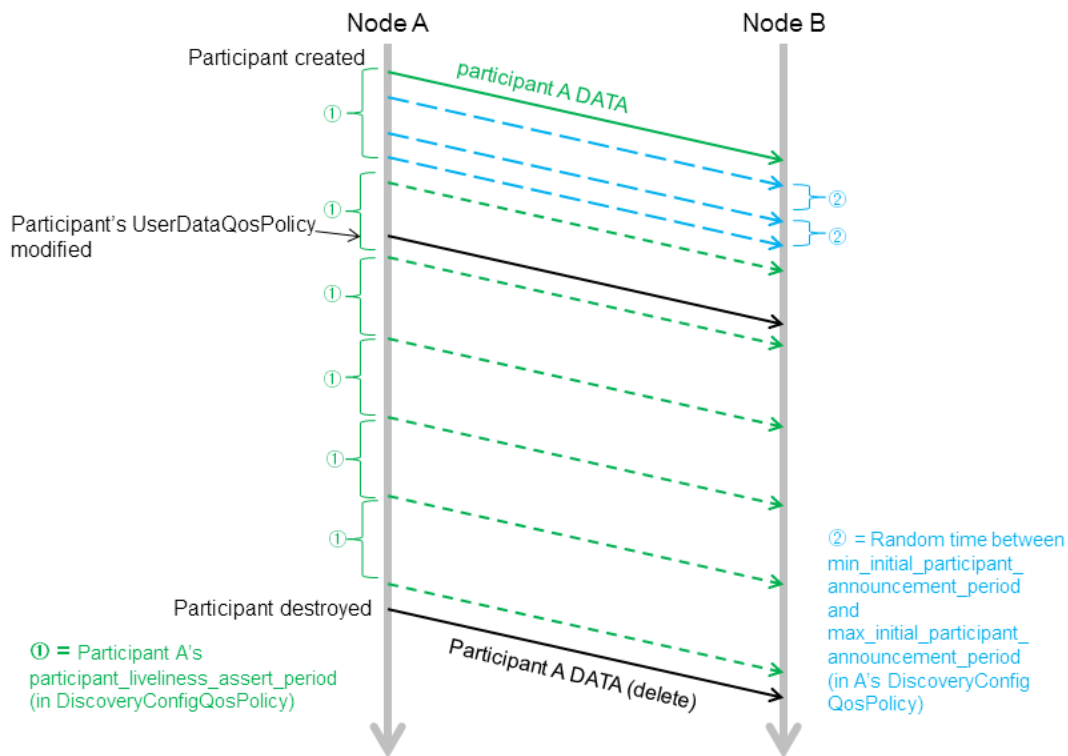 Node A
Node B
Participant created
participant A DATA
①
②
①
②
Participant's UserDataQosPolicy
modified
①
①
①
①
② = Random time between
min_initial_participant_
announcement_period
and
max_initial_participant_
announcement_period
(in A's DiscoveryConfig
QosPolicy)
Participant destroyed
Participant A DATA (delete)
① = Participant A's
participant_liveliness_assert_period
(in DiscoveryConfigQosPolicy)